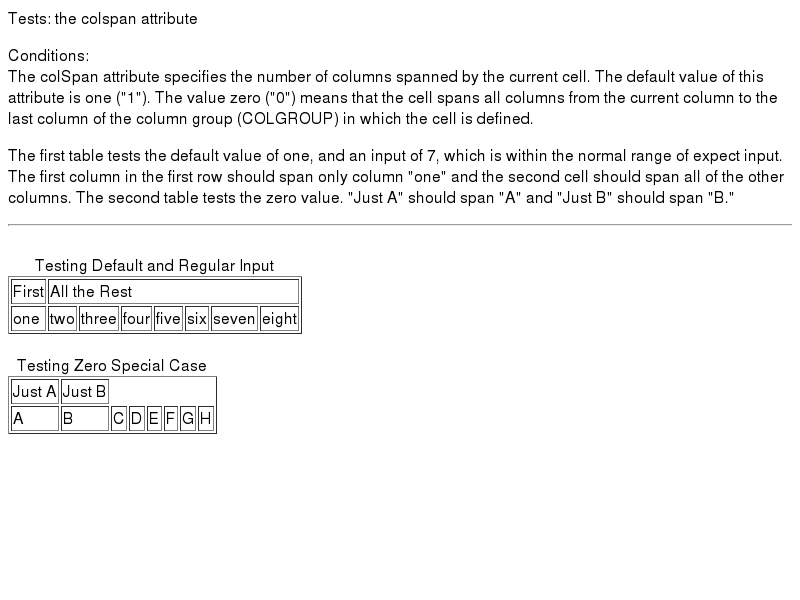 Tests: the colspan attribute
Conditions:
The colSpan attribute specifies the number of columns spanned by the current cell. The default value of this
attribute is one ("1"). The value zero ("0") means that the cell spans all columns from the current column to the
last column of the column group (COLGROUP) in which the cell is defined.
The first table tests the default value of one, and an input of 7, which is within the normal range of expect input.
The first column in the first row should span only column "one" and the second cell should span all of the other
columns. The second table tests the zero value. "Just A" should span "A" and "Just B" should span "B."
Testing Default and Regular Input
First All the Rest
one two three four five six seven eight
Testing Zero Special Case
Just A Just B
A B C D E F G H